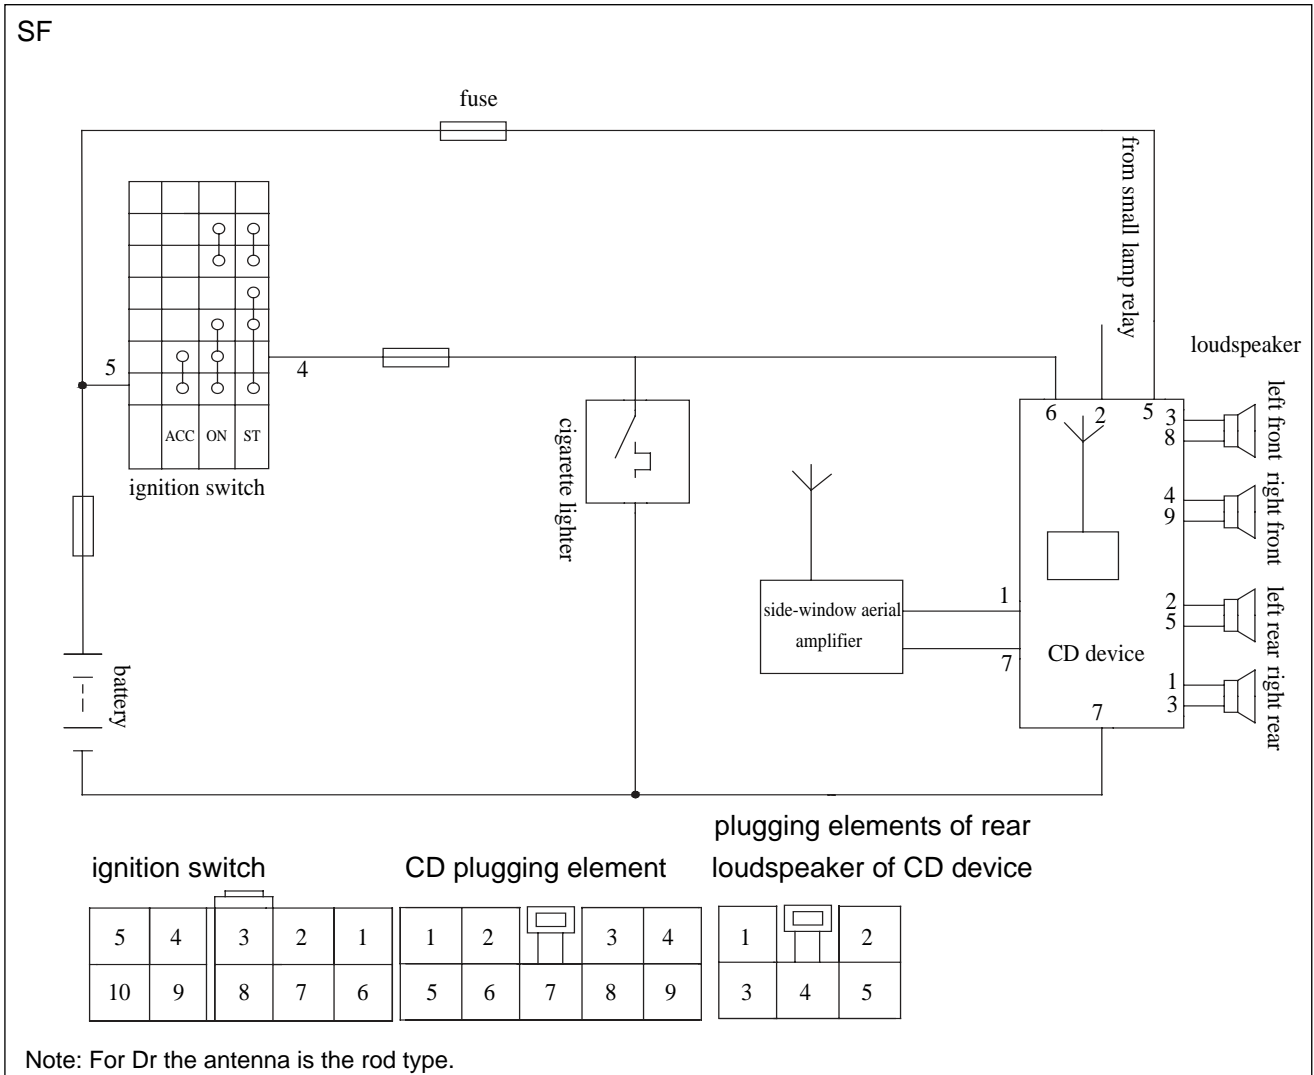 SF
fuse
from small lamp relay
5
4
ACC ON ST
ignition switch
cigarette lighter
battery
side-window aerial
amplifier
1
7
6 2 5
CD device
7
loudspeaker
3
8
left front
4
9
right front
2
5
left rear
1
3
right rear
ignition switch
5 4 3 2 1
10 9 8 7 6
CD plugging element
1 2 3 4
5 6 7 8 9
plugging elements of rear
loudspeaker of CD device
1 2
3 4 5
Note: For Dr the antenna is the rod type.